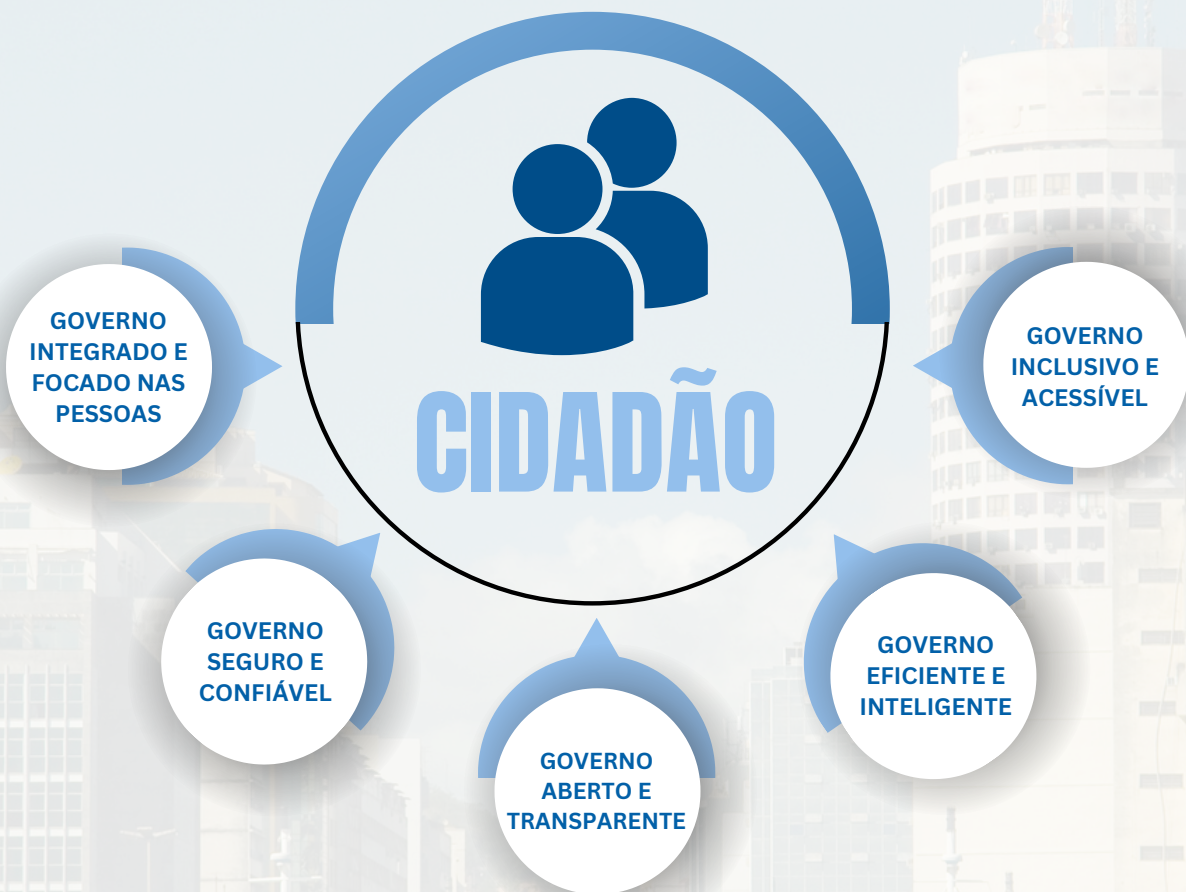 CIDADÃO
GOVERNO
INTEGRADO E
FOCADO NAS
PESSOAS
GOVERNO
SEGURO E
CONFIÁVEL
GOVERNO
ABERTO E
TRANSPARENTE
GOVERNO
EFICIENTE E
INTELIGENTE
GOVERNO
INCLUSIVO E
ACESSÍVEL